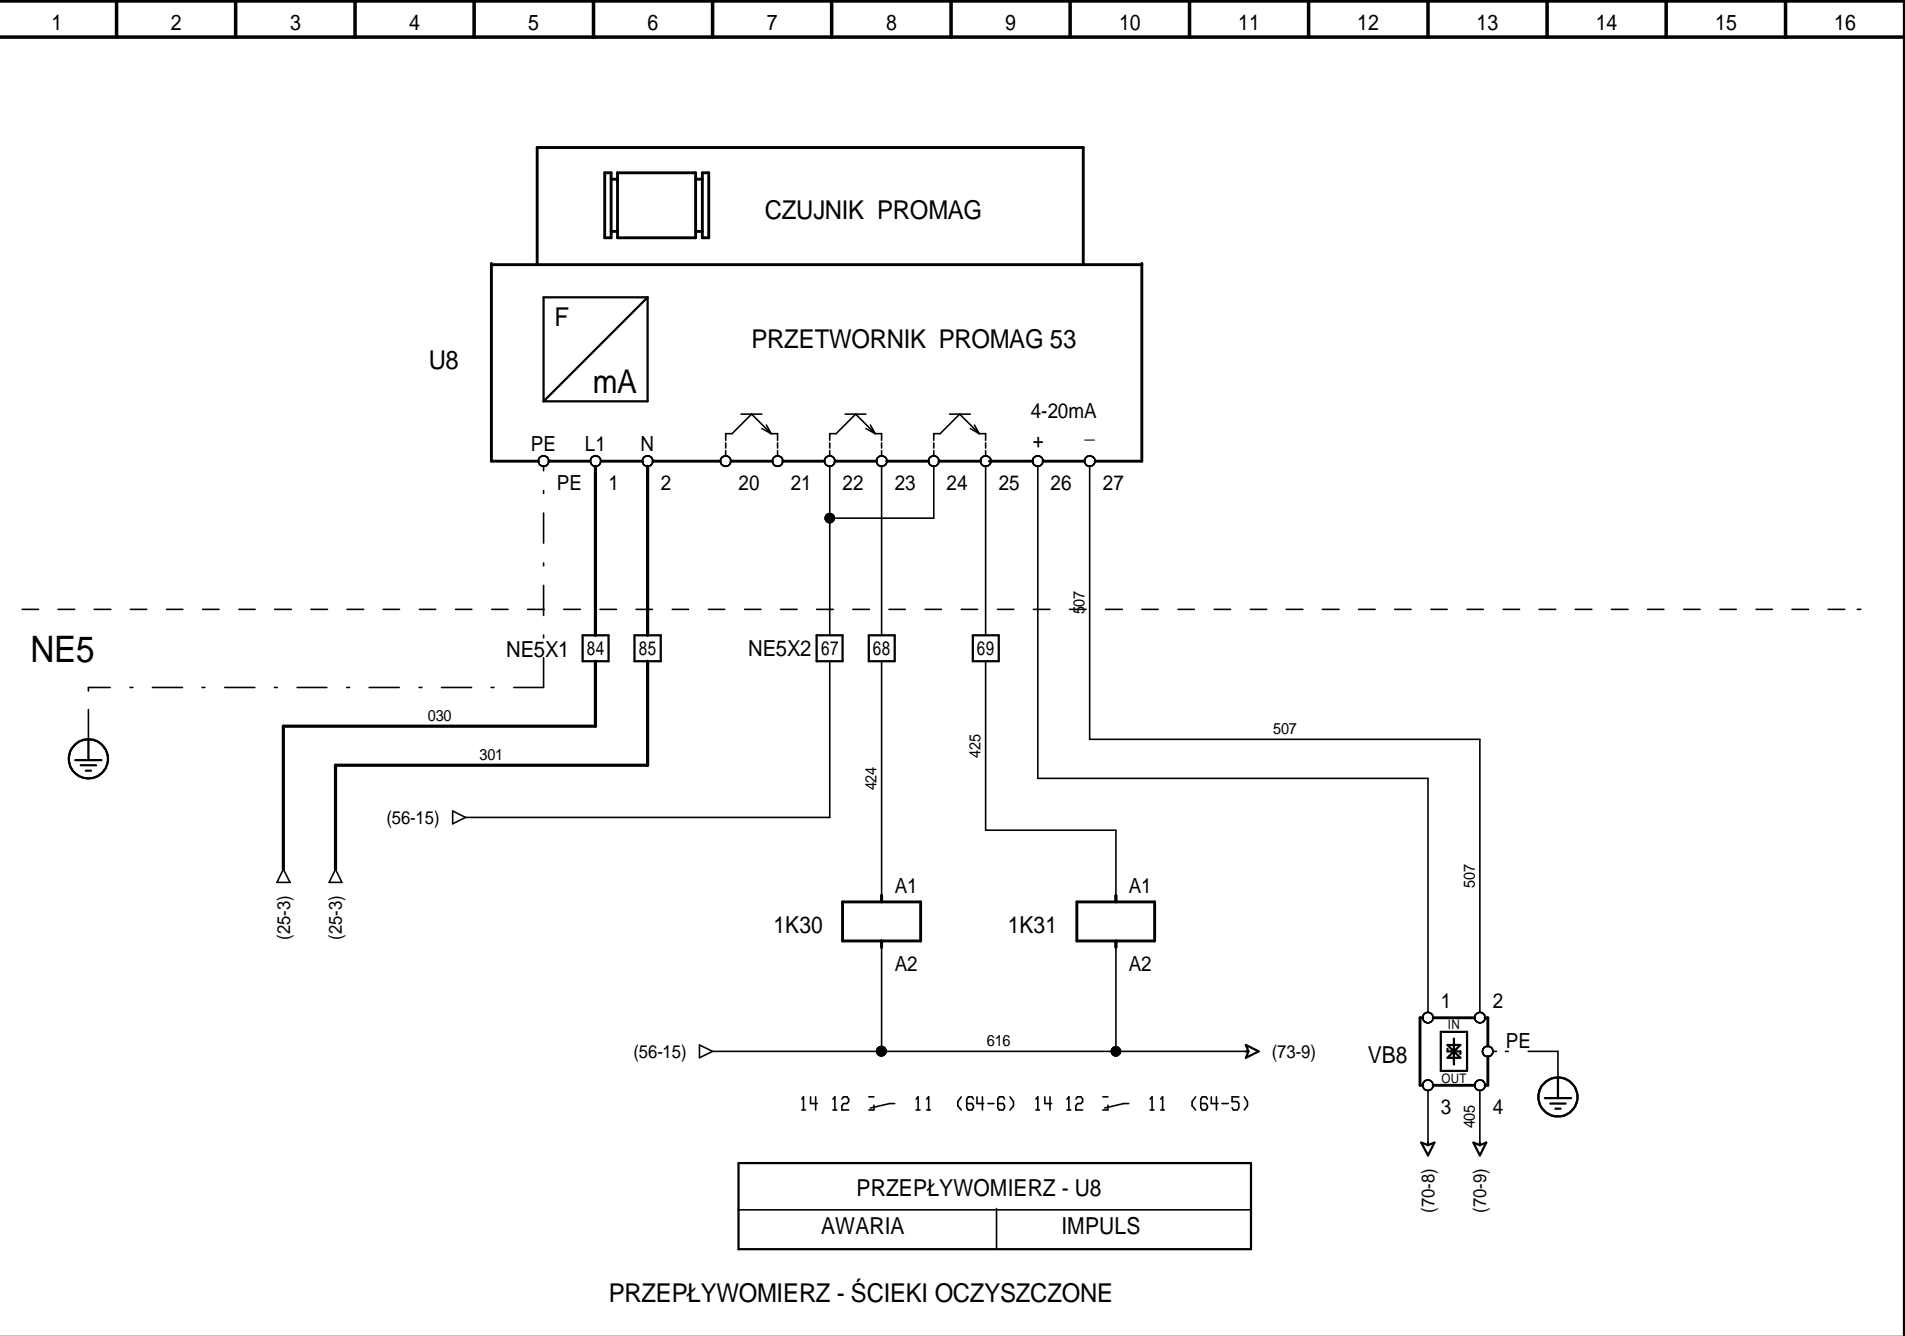 1 2 3 4 5 6 7 8 9 10 11 12 13 14 15 16
CZUJNIK PROMAG
F
mA
PRZETWORNIK PROMAG 53
U8
4-20mA
PE L1 N + −
PE 1 2 20 21 22 23 24 25 26 27
507
NE5
NE5X1 84 85 NE5X2 67 68 69
030
507
301
425
424
(56-15)
507
(25-3) (25-3)
A1 A1
1K30 1K31
A2 A2
1 2
IN
(56-15) 616 (73-9) VB8 PE
OUT
14 12 11 (64-6) 14 12 11 (64-5)
3 405 4
(70-8) (70-9)
PRZEPŁYWOMIERZ - U8
AWARIA IMPULS
PRZEPŁYWOMIERZ - ŚCIEKI OCZYSZCZONE